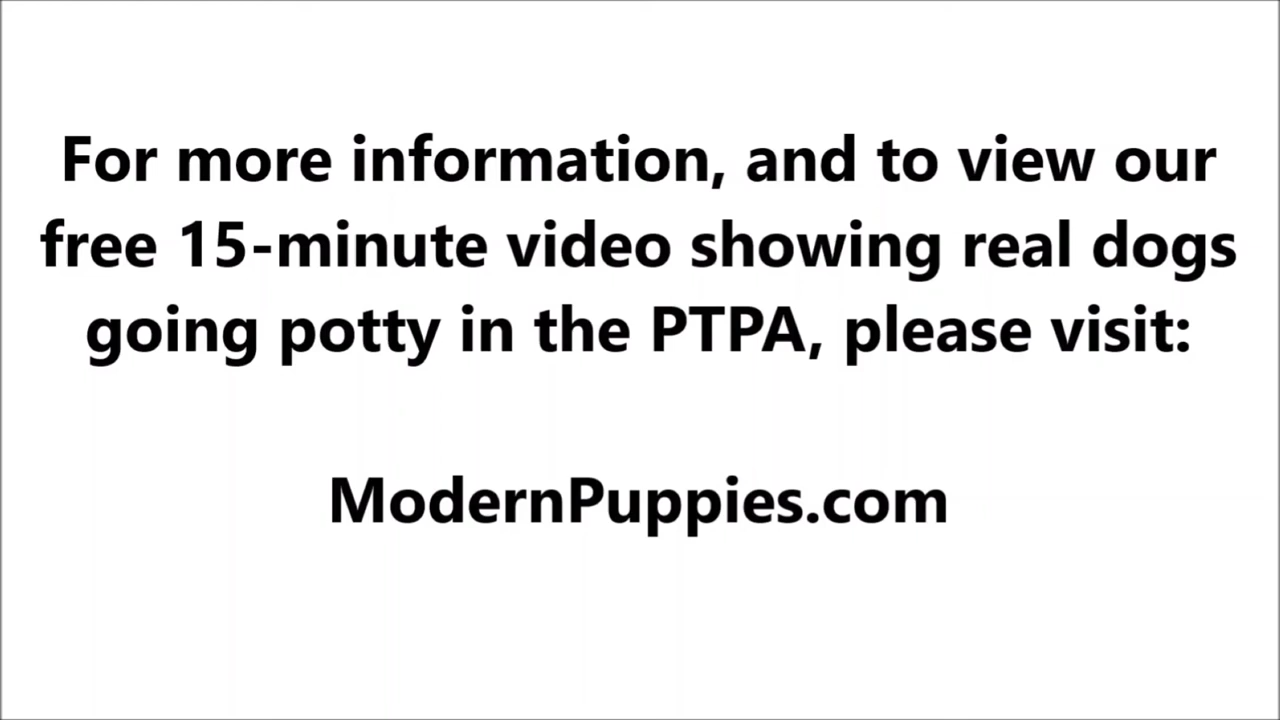 For more information, and to view our
free 15-minute video showing real dogs
going potty in the PTPA, please visit:
ModernPuppies.com